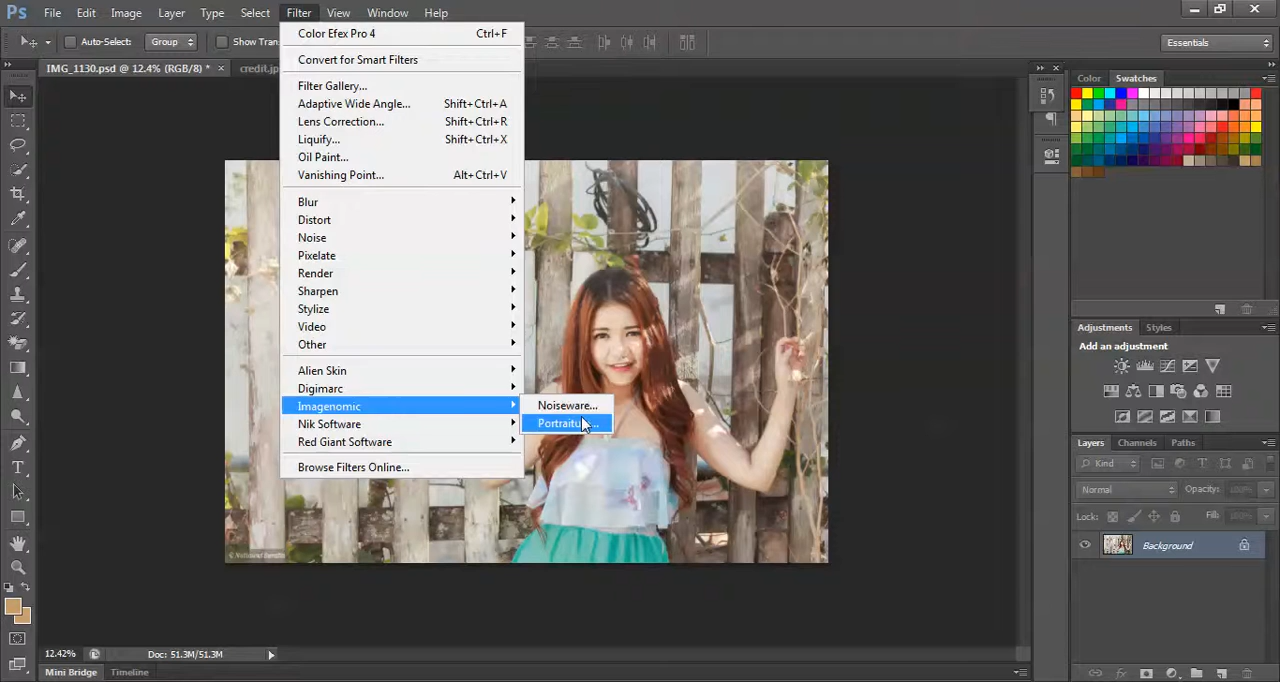 Ps File Edit Image Layer Type Select Filter View Window Help
Auto-Select: Group Show Tran
Essentials
IMG_1130.psd @ 12.4% (RGB/8) * × credit.jp
Color Efex Pro 4 Ctrl+F
Convert for Smart Filters
Filter Gallery...
Adaptive Wide Angle... Shift+Ctrl+A
Lens Correction... Shift+Ctrl+R
Liquify... Shift+Ctrl+X
Oil Paint...
Vanishing Point... Alt+Ctrl+V
Blur
Distort
Noise
Pixelate
Render
Sharpen
Stylize
Video
Other
Alien Skin
Digimarc
Imagenomic
Nik Software
Red Giant Software
Browse Filters Online...
Noiseware...
Color Swatches
Adjustments Styles
Add an adjustment
Layers Channels Paths
Kind
Normal Opacity: 100%
Lock: Fill: 100%
Background
12.42% Doc: 51.3M/51.3M
Mini Bridge Timeline